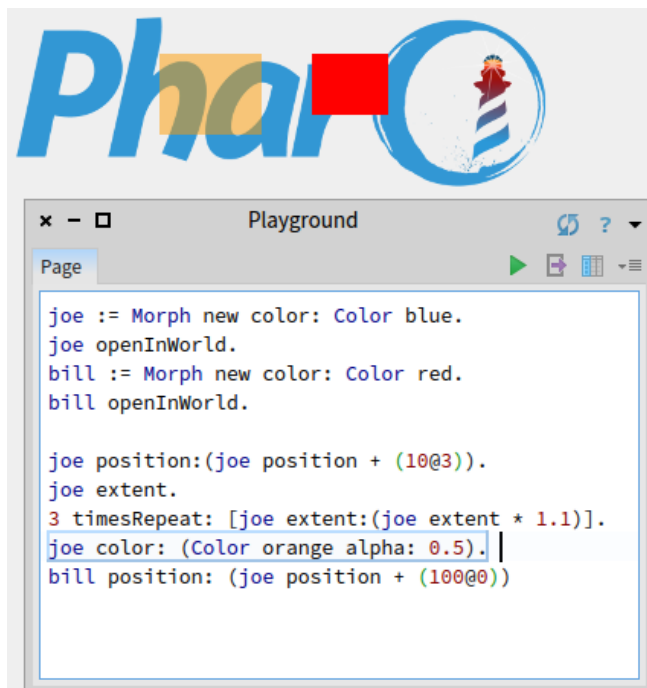 Pharo
Playground
?
Page
joe := Morph new color: Color blue.
joe openInWorld.
bill := Morph new color: Color red.
bill openInWorld.
joe position:(joe position + (10@3)).
joe extent.
3 timesRepeat: [joe extent:(joe extent * 1.1)].
joe color: (Color orange alpha: 0.5).
bill position: (joe position + (100@0))